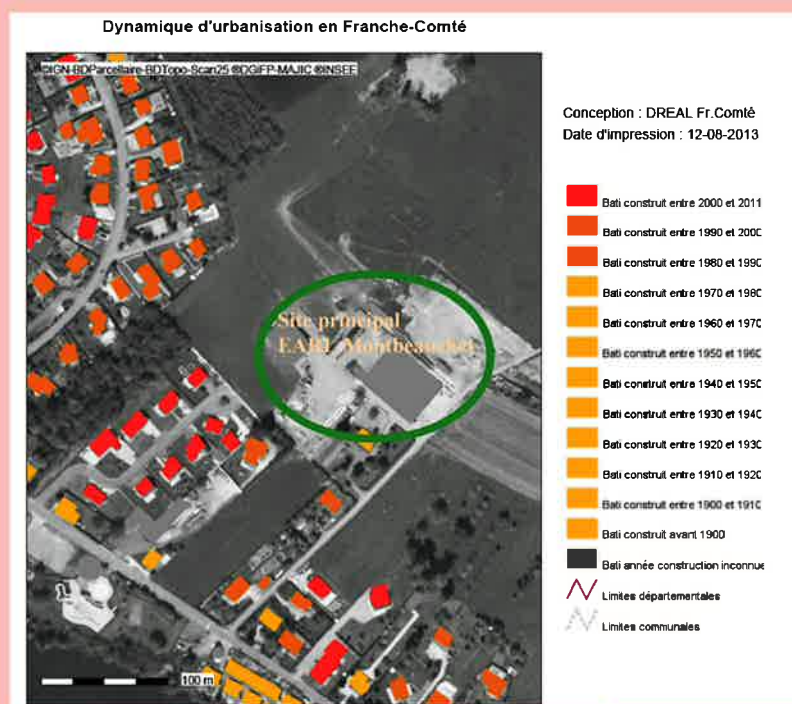 Dynamique d'urbanisation en Franche-Comté
©IGN-BDParcellaire-BDTopo-Scan25 ©DGIFP-MAJIC ©INSEE
Conception : DREAL Fr.Comté
Date d'impression : 12-08-2013
Site principal
EARL Montbeauchet
Bati construit entre 2000 et 2011
Bati construit entre 1990 et 2000
Bati construit entre 1980 et 1990
Bati construit entre 1970 et 1980
Bati construit entre 1960 et 1970
Bati construit entre 1950 et 1960
Bati construit entre 1940 et 1950
Bati construit entre 1930 et 1940
Bati construit entre 1920 et 1930
Bati construit entre 1910 et 1920
Bati construit entre 1900 et 1910
Bati construit avant 1900
Bati année construction inconnue
Limites départementales
Limites communales
100 m